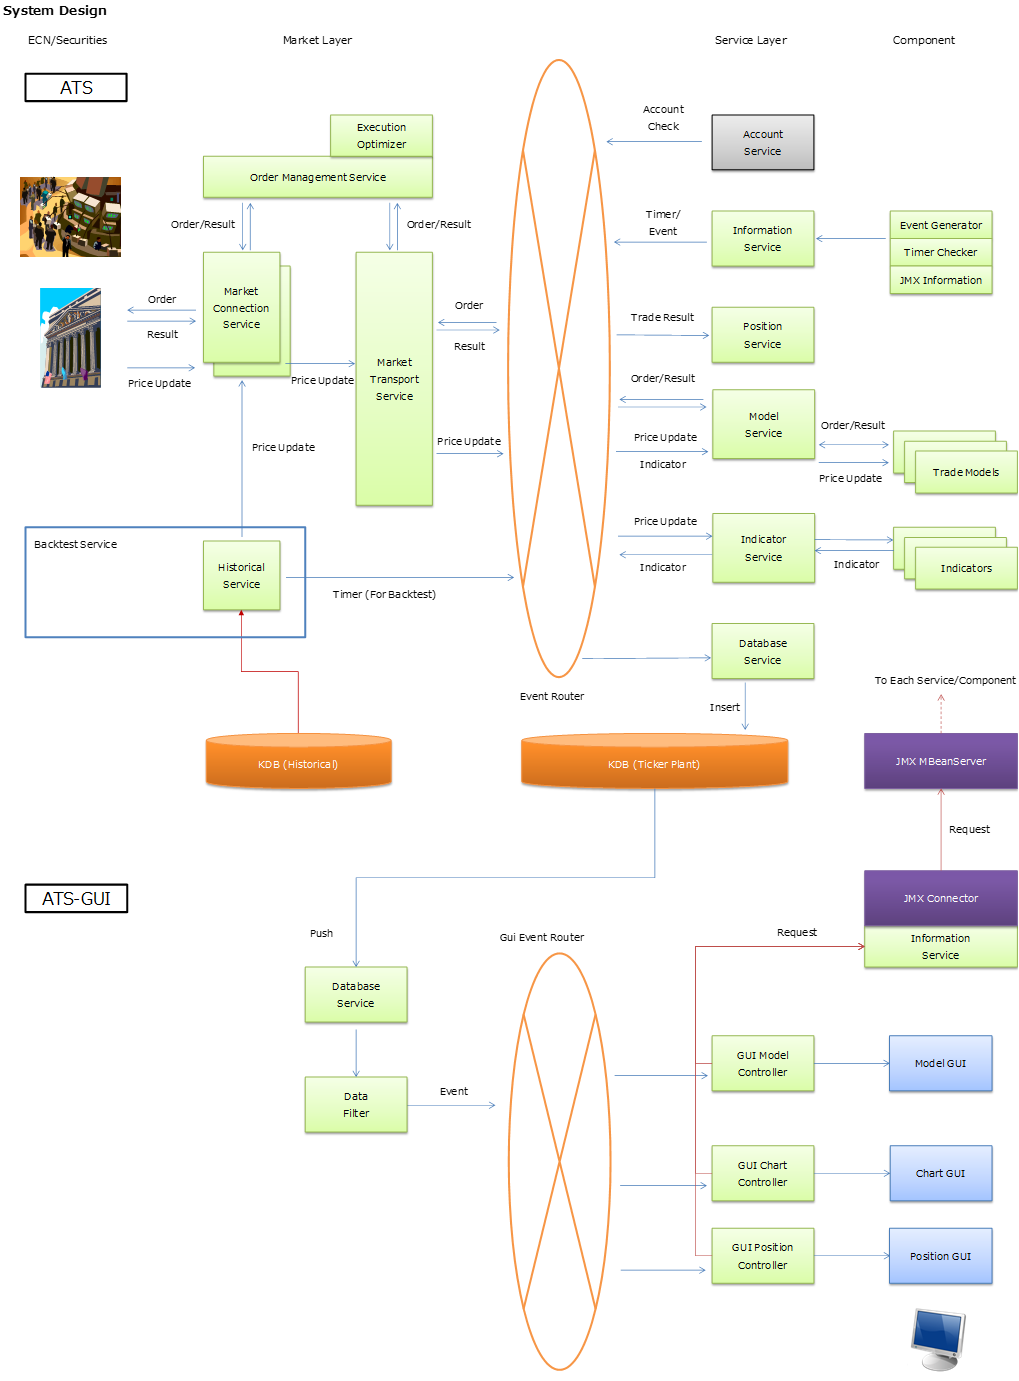 System Design
ECN/Securities
Market Layer
Service Layer
Component
ATS
Execution
Optimizer
Order Management Service
Account
Check
Account
Service
Order/Result
Order/Result
Timer/
Event
Information
Service
Event Generator
Timer Checker
JMX Information
Market
Connection
Service
Order
Result
Price Update
Price Update
Market
Transport
Service
Order
Result
Trade Result
Position
Service
Order/Result
Price Update
Indicator
Model
Service
Order/Result
Price Update
Trade Models
Price Update
Price Update
Backtest Service
Historical
Service
Timer (For Backtest)
Price Update
Indicator
Indicator
Service
Indicator
Indicators
Database
Service
Event Router
Insert
To Each Service/Component
KDB (Historical)
KDB (Ticker Plant)
JMX MBeanServer
Request
ATS-GUI
JMX Connector
Information
Service
Push
Gui Event Router
Request
Database
Service
Data
Filter
Event
GUI Model
Controller
Model GUI
GUI Chart
Controller
Chart GUI
GUI Position
Controller
Position GUI